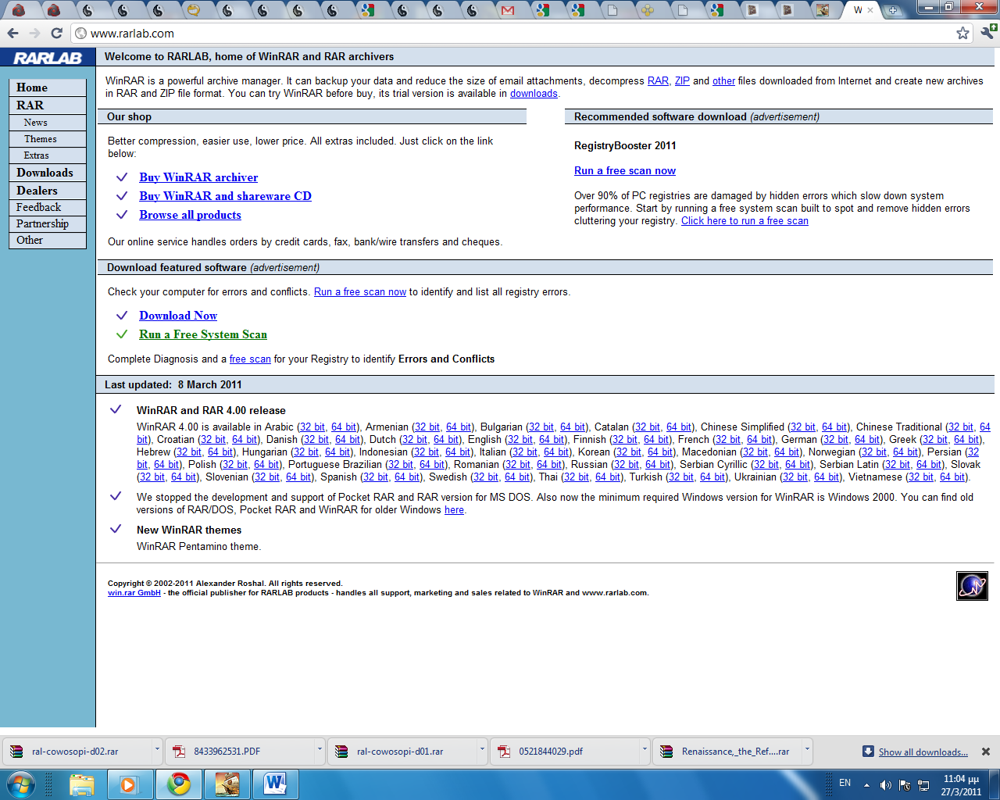 W
www.rarlab.com
RARLAB
Welcome to RARLAB, home of WinRAR and RAR archivers
Home
RAR
News
Themes
Extras
Downloads
Dealers
Feedback
Partnership
Other
WinRAR is a powerful archive manager. It can backup your data and reduce the size of email attachments, decompress RAR, ZIP and other files downloaded from Internet and create new archives
in RAR and ZIP file format. You can try WinRAR before buy, its trial version is available in downloads.
Our shop
Better compression, easier use, lower price. All extras included. Just click on the link
below:
Buy WinRAR archiver
Buy WinRAR and shareware CD
Browse all products
Our online service handles orders by credit cards, fax, bank/wire transfers and cheques.
Recommended software download (advertisement)
RegistryBooster 2011
Run a free scan now
Over 90% of PC registries are damaged by hidden errors which slow down system
performance. Start by running a free system scan built to spot and remove hidden errors
cluttering your registry. Click here to run a free scan
Download featured software (advertisement)
Check your computer for errors and conflicts. Run a free scan now to identify and list all registry errors.
Download Now
Run a Free System Scan
Complete Diagnosis and a free scan for your Registry to identify Errors and Conflicts
Last updated: 8 March 2011
WinRAR and RAR 4.00 release
WinRAR 4.00 is available in Arabic (32 bit, 64 bit), Armenian (32 bit, 64 bit), Bulgarian (32 bit, 64 bit), Catalan (32 bit, 64 bit), Chinese Simplified (32 bit, 64 bit), Chinese Traditional (32 bit, 64
bit), Croatian (32 bit, 64 bit), Danish (32 bit, 64 bit), Dutch (32 bit, 64 bit), English (32 bit, 64 bit), Finnish (32 bit, 64 bit), French (32 bit, 64 bit), German (32 bit, 64 bit), Greek (32 bit, 64 bit),
Hebrew (32 bit, 64 bit), Hungarian (32 bit, 64 bit), Indonesian (32 bit, 64 bit), Italian (32 bit, 64 bit), Korean (32 bit, 64 bit), Macedonian (32 bit, 64 bit), Norwegian (32 bit, 64 bit), Persian (32
bit, 64 bit), Polish (32 bit, 64 bit), Portuguese Brazilian (32 bit, 64 bit), Romanian (32 bit, 64 bit), Russian (32 bit, 64 bit), Serbian Cyrillic (32 bit, 64 bit), Serbian Latin (32 bit, 64 bit), Slovak
(32 bit, 64 bit), Slovenian (32 bit, 64 bit), Spanish (32 bit, 64 bit), Swedish (32 bit, 64 bit), Thai (32 bit, 64 bit), Turkish (32 bit, 64 bit), Ukrainian (32 bit, 64 bit), Vietnamese (32 bit, 64 bit).
We stopped the development and support of Pocket RAR and RAR version for MS DOS. Also now the minimum required Windows version for WinRAR is Windows 2000. You can find old
versions of RAR/DOS, Pocket RAR and WinRAR for older Windows here.
New WinRAR themes
WinRAR Pentamino theme.
Copyright © 2002-2011 Alexander Roshal. All rights reserved.
win.rar GmbH - the official publisher for RARLAB products - handles all support, marketing and sales related to WinRAR and www.rarlab.com.
ral-cowosopi-d02.rar
8433962531.PDF
ral-cowosopi-d01.rar
0521844029.pdf
Renaissance,_the_Ref....rar
Show all downloads...
EN
11:04 μμ
27/3/2011